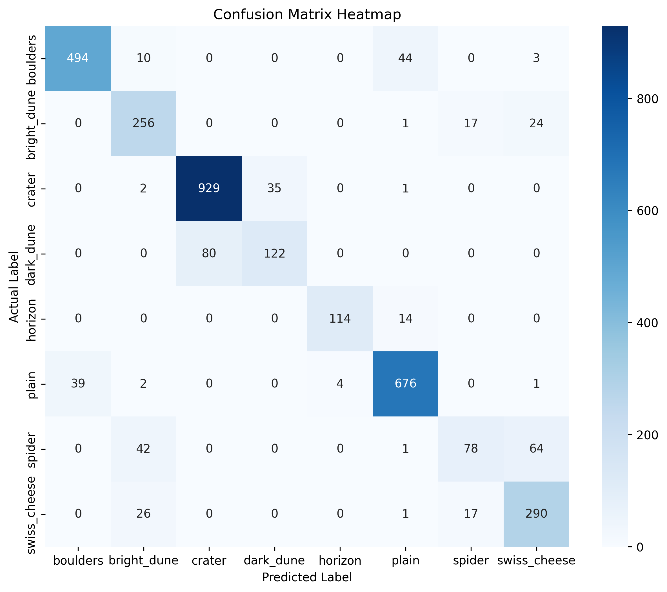 Confusion Matrix Heatmap
Actual Label
boulders 494 10 0 0 0 44 0 3
bright_dune 0 256 0 0 0 1 17 24
crater 0 2 929 35 0 1 0 0
dark_dune 0 0 80 122 0 0 0 0
horizon 0 0 0 0 114 14 0 0
plain 39 2 0 0 4 676 0 1
spider 0 42 0 0 0 1 78 64
swiss_cheese 0 26 0 0 0 1 17 290
boulders bright_dune crater dark_dune horizon plain spider swiss_cheese
Predicted Label
800
600
400
200
0